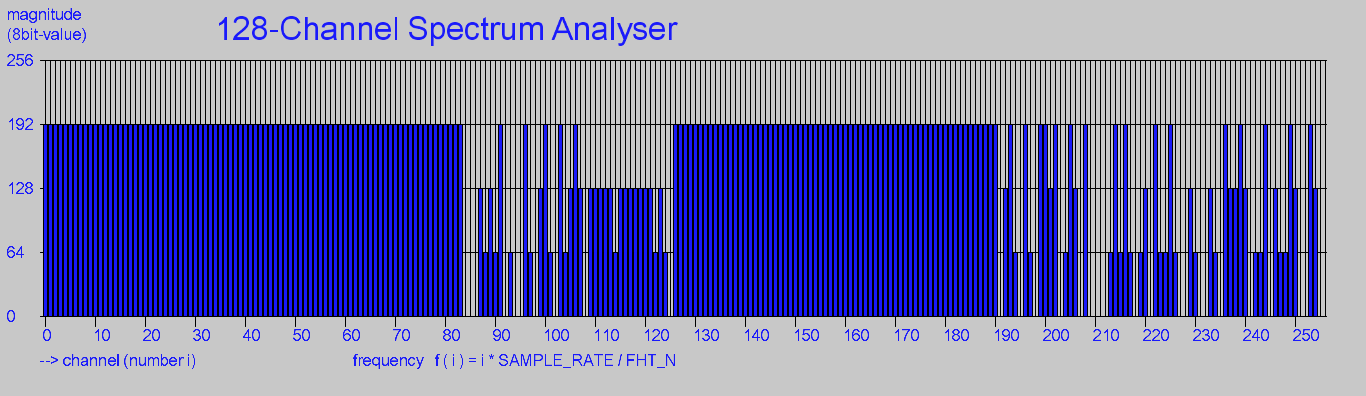 magnitude
(8bit-value)
128-Channel Spectrum Analyser
256
192
128
64
0
0 10 20 30 40 50 60 70 80 90 100 110 120 130 140 150 160 170 180 190 200 210 220 230 240 250
--> channel (number i)
frequency f ( i ) = i * SAMPLE_RATE / FHT_N